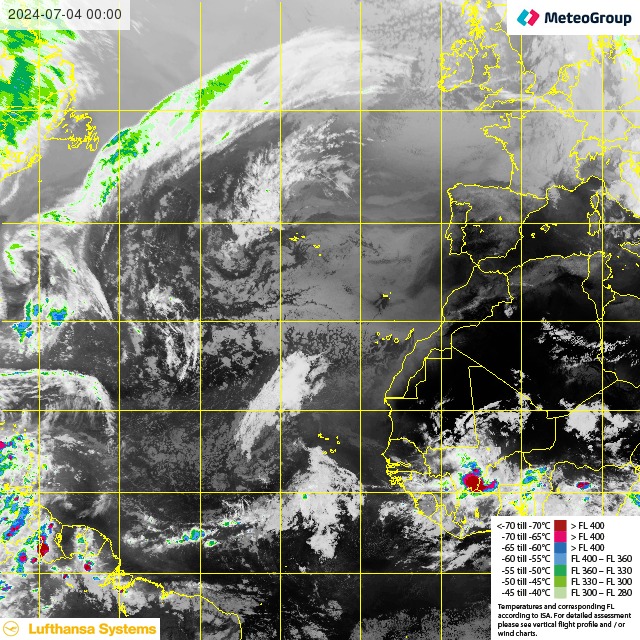 2024-07-04 00:00
MeteoGroup
<-70 till -70°C > FL 400
-70 till -65°C > FL 400
-65 till -60°C > FL 400
-60 till -55°C FL 400 – FL 360
-55 till -50°C FL 360 – FL 330
-50 till -45°C FL 330 – FL 300
-45 till -40°C FL 300 – FL 280
Temperatures and corresponding FL
according to ISA. For detailed assessment
please see vertical flight profile and / or
wind charts.
Lufthansa Systems